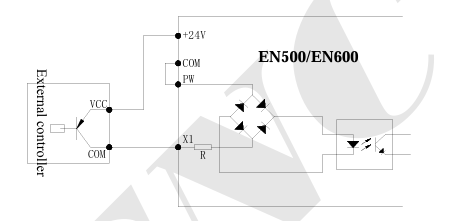 +24V
COM
PW
EN500/EN600
External controller
VCC
COM
X1
R